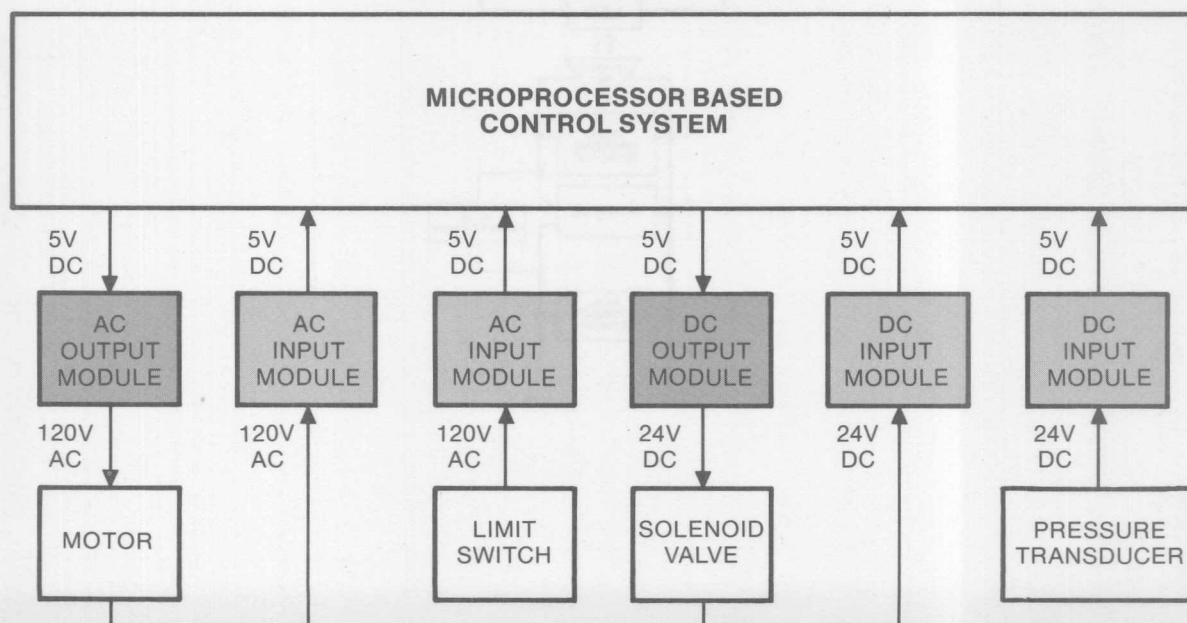 MICROPROCESSOR BASED
CONTROL SYSTEM
5V
DC
5V
DC
5V
DC
5V
DC
5V
DC
5V
DC
AC
OUTPUT
MODULE
AC
INPUT
MODULE
AC
INPUT
MODULE
DC
OUTPUT
MODULE
DC
INPUT
MODULE
DC
INPUT
MODULE
120V
AC
120V
AC
120V
AC
24V
DC
24V
DC
24V
DC
MOTOR
LIMIT
SWITCH
SOLENOID
VALVE
PRESSURE
TRANSDUCER